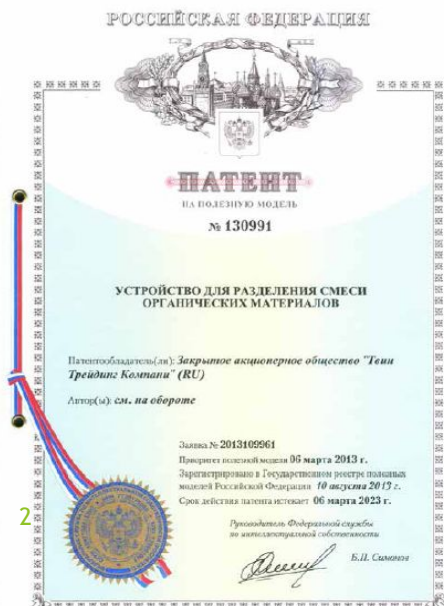 РОССИЙСКАЯ ФЕДЕРАЦИЯ
ПАТЕНТ
НА ПОЛЕЗНУЮ МОДЕЛЬ
№ 130991
УСТРОЙСТВО ДЛЯ РАЗДЕЛЕНИЯ СМЕСИ
ОРГАНИЧЕСКИХ МАТЕРИАЛОВ
Патентообладатель(ли): Закрытое акционерное общество "Твин
Трейдинг Компани" (RU)
Автор(ы): см. на обороте
Заявка № 2013109961
Приоритет полезной модели 06 марта 2013 г.
Зарегистрировано в Государственном реестре полезных
моделей Российской Федерации 10 августа 2013 г.
Срок действия патента истекает 06 марта 2023 г.
Руководитель Федеральной службы
по интеллектуальной собственности
Б.П. Симонов
2